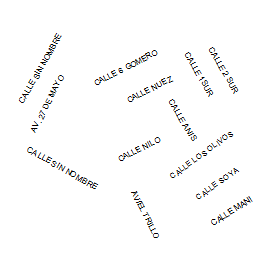 CALLE SIN NOMBRE
AV. 27 DE MAYO
CALLE 6 GOMERO
CALLE NUEZ
CALLE 1 SUR
CALLE 2 SUR
CALLE ANIS
CALLE NILO
CALLE LOS OLIVOS
CALLE SIN NOMBRE
CALLE SOYA
CALLE MANI
AV EL TRILLO